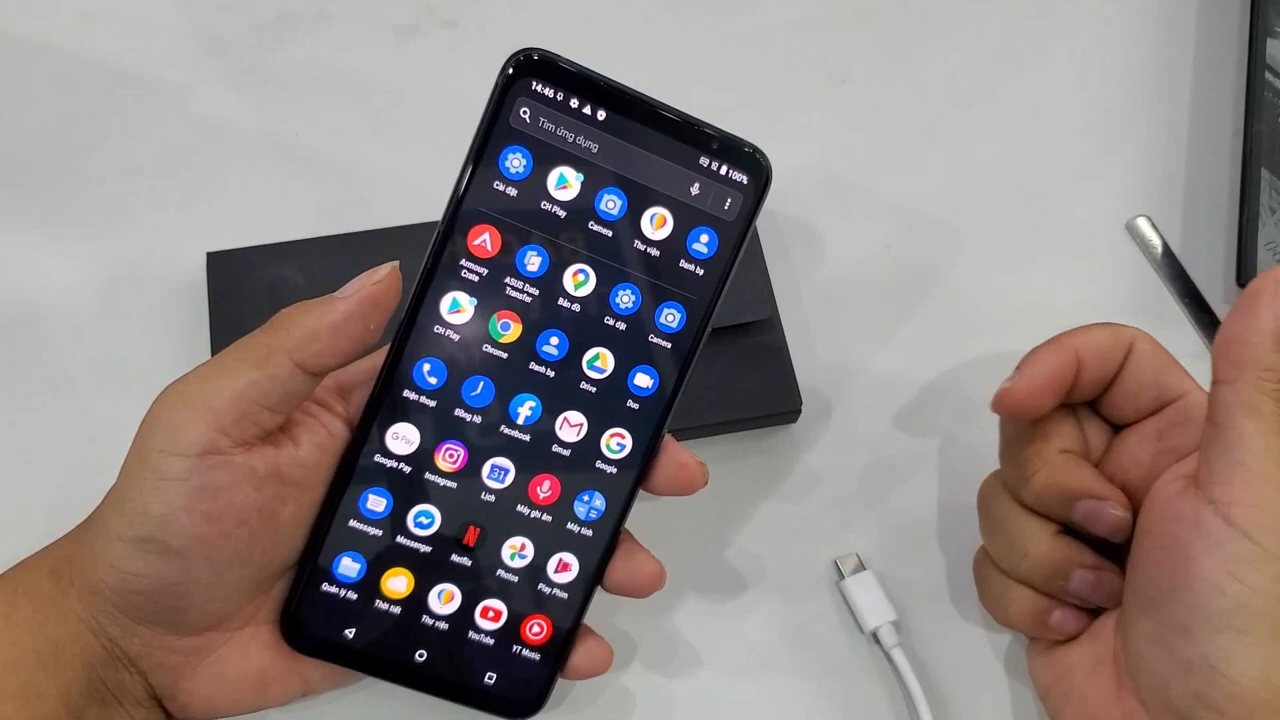 14:46
100%
Tìm ứng dụng
Cài đặt
CH Play
Camera
Thư viện
Danh bạ
Armoury
Crate
ASUS Data
Transfer
Bản đồ
Cài đặt
Camera
CH Play
Chrome
Danh bạ
Drive
Duo
Điện thoại
Đồng hồ
Facebook
Gmail
Google
G Pay
Google Pay
Instagram
31
Lịch
Máy ghi âm
Máy tính
Messages
Messenger
N
Netflix
Photos
Play Phim
Quản lý file
Thời tiết
Thư viện
YouTube
YT Music